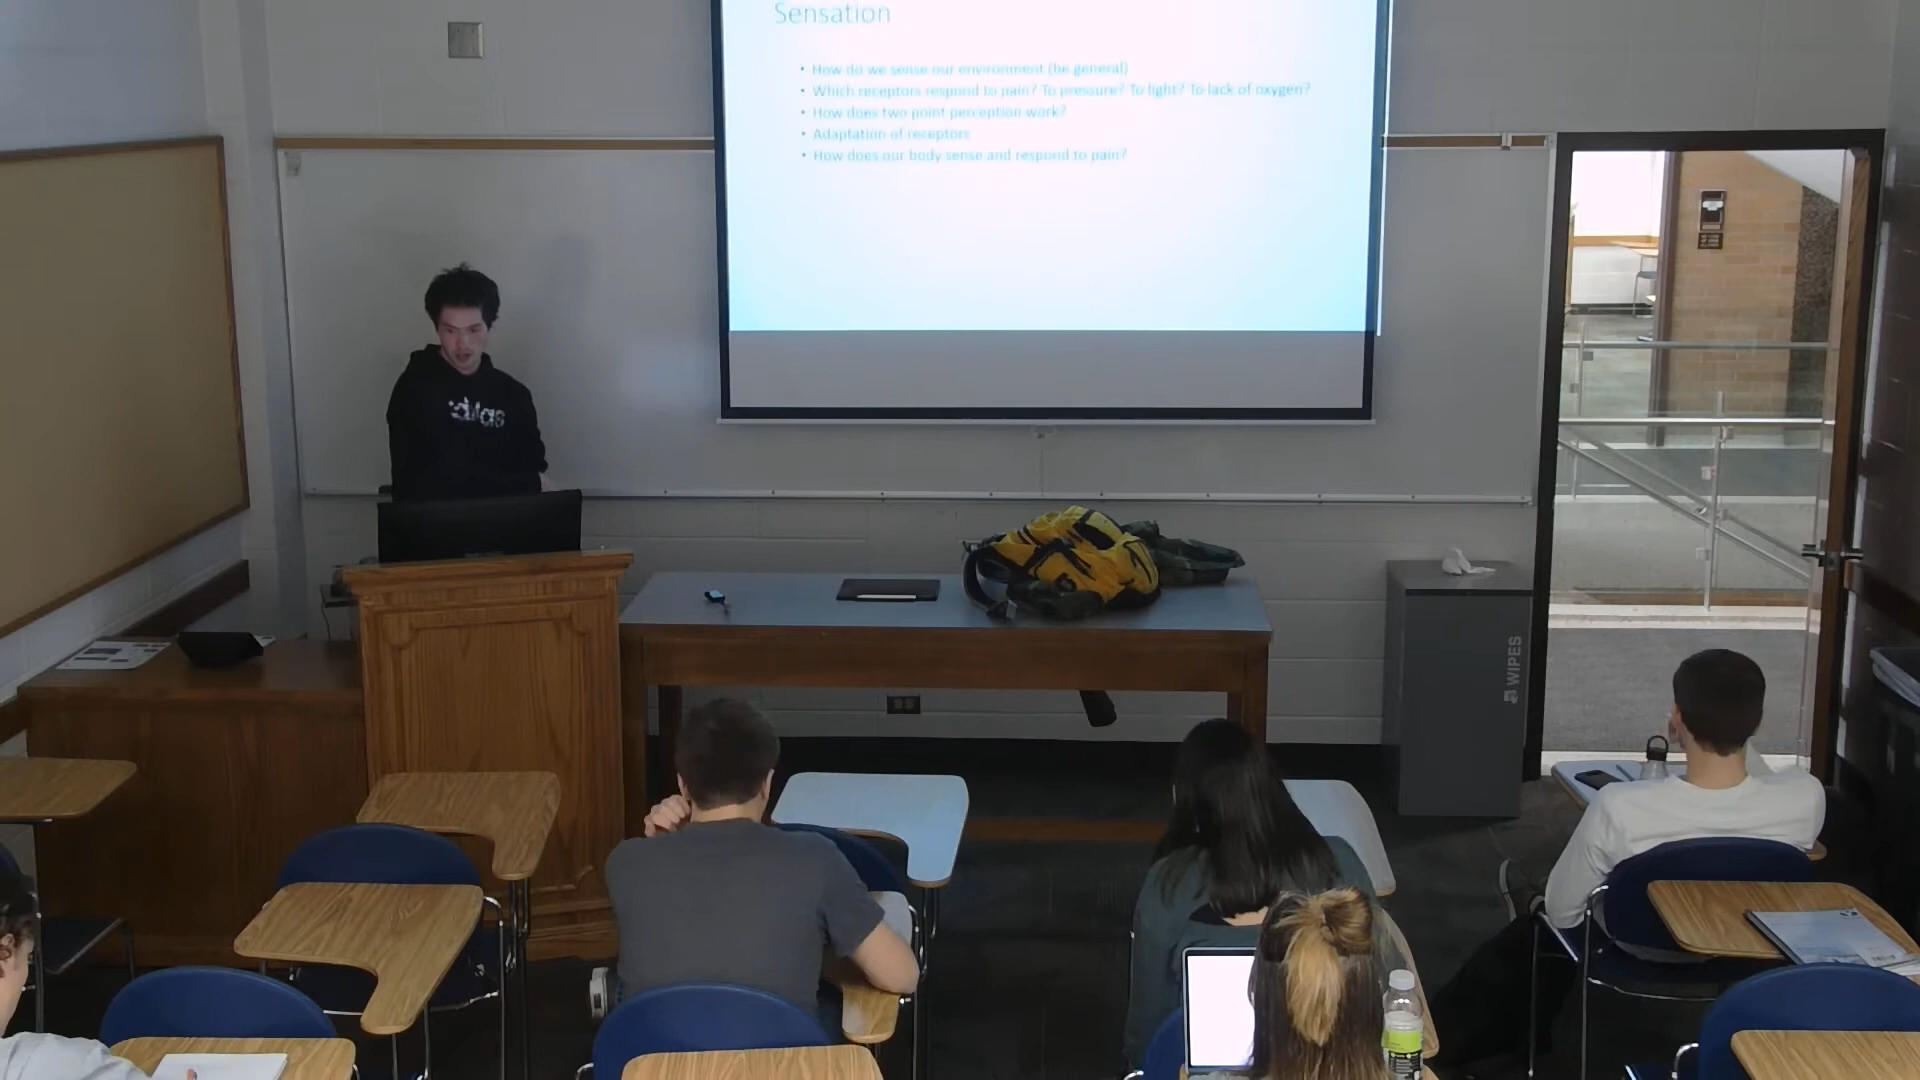 Sensation
• How do we sense our environment (be general)
• Which receptors respond to pain? To pressure? To light? To lack of oxygen?
• How does two point perception work?
• Adaptation of receptors
• How does our body sense and respond to pain?
adidas
WIPES